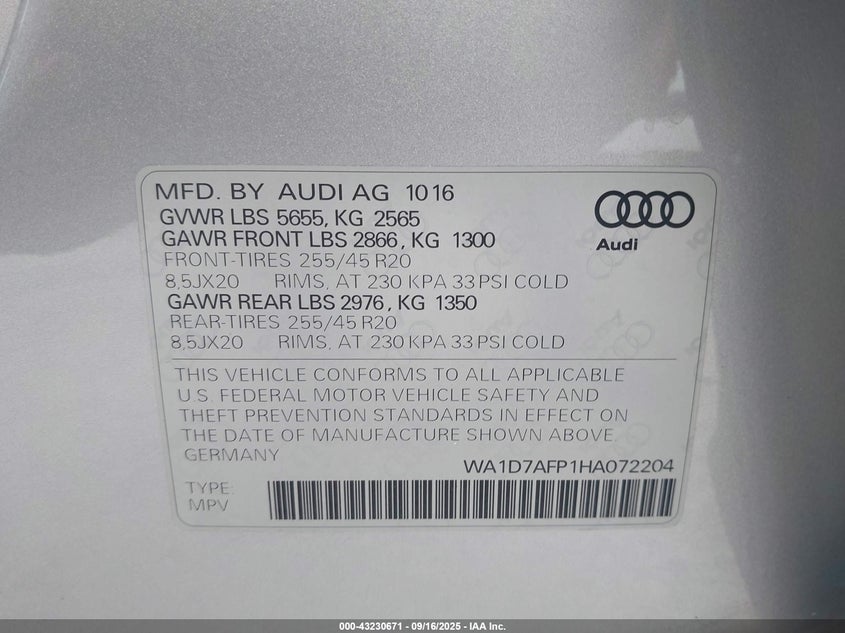 MFD. BY AUDI AG 10 16
GVWR LBS 5655, KG 2565
GAWR FRONT LBS 2866, KG 1300
FRONT-TIRES 255/45 R20
8,5JX20 RIMS, AT 230 KPA 33 PSI COLD
GAWR REAR LBS 2976, KG 1350
REAR-TIRES 255/45 R20
8,5JX20 RIMS, AT 230 KPA 33 PSI COLD
Audi
THIS VEHICLE CONFORMS TO ALL APPLICABLE
U.S. FEDERAL MOTOR VEHICLE SAFETY AND
THEFT PREVENTION STANDARDS IN EFFECT ON
THE DATE OF MANUFACTURE SHOWN ABOVE.
GERMANY
WA1D7AFP1HA072204
TYPE:
MPV
000-43230671 - 09/16/2025 - IAA Inc.